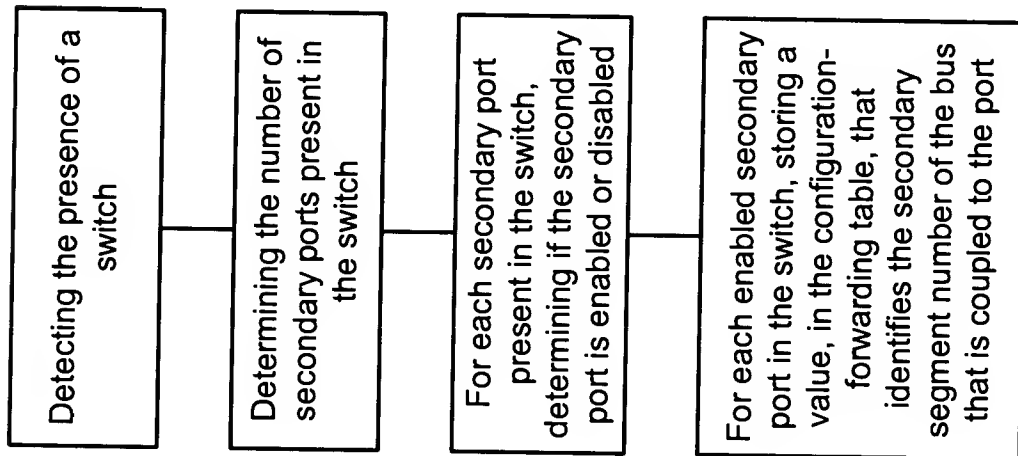 Detecting the presence of a
switch
Determining the number of
secondary ports present in
the switch
For each secondary port
present in the switch,
determining if the secondary
port is enabled or disabled
For each enabled secondary
port in the switch, storing a
value, in the configuration-
forwarding table, that
identifies the secondary
segment number of the bus
that is coupled to the port